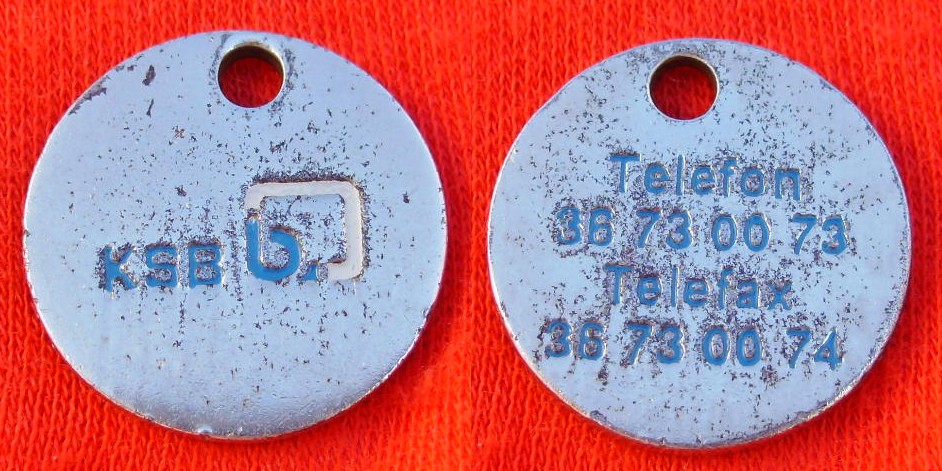 KSB b.
Telefon
36 73 00 73
Telefax
36 73 00 74